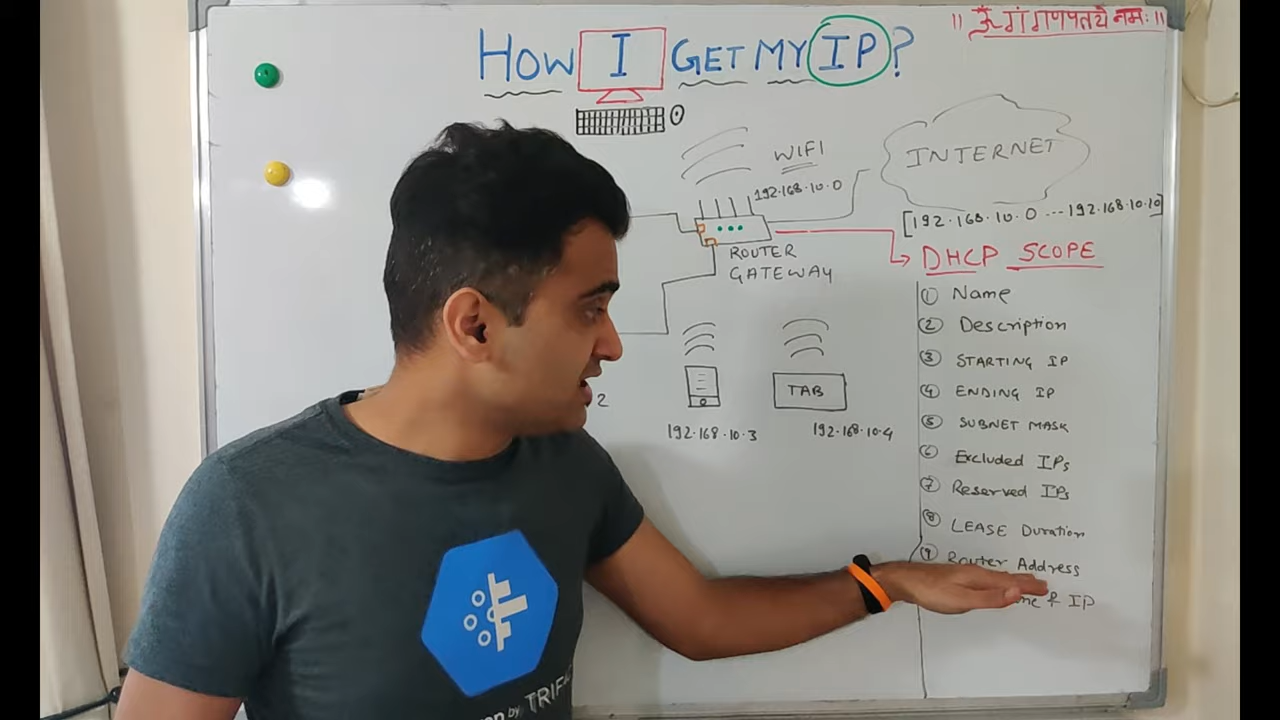 ॥ ॐ गं गणपतये नमः ॥
HOW I GET MY IP?
WIFI
192.168.10.0
INTERNET
[192.168.10.0 ... 192.168.10.10]
ROUTER
GATEWAY
DHCP SCOPE
① Name
② Description
③ STARTING IP
④ ENDING IP
⑤ SUBNET MASK
⑥ Excluded IPs
⑦ Reserved IPs
⑧ LEASE Duration
⑨ Router Address
& IP
TAB
2
192.168.10.3
192.168.10.4
by